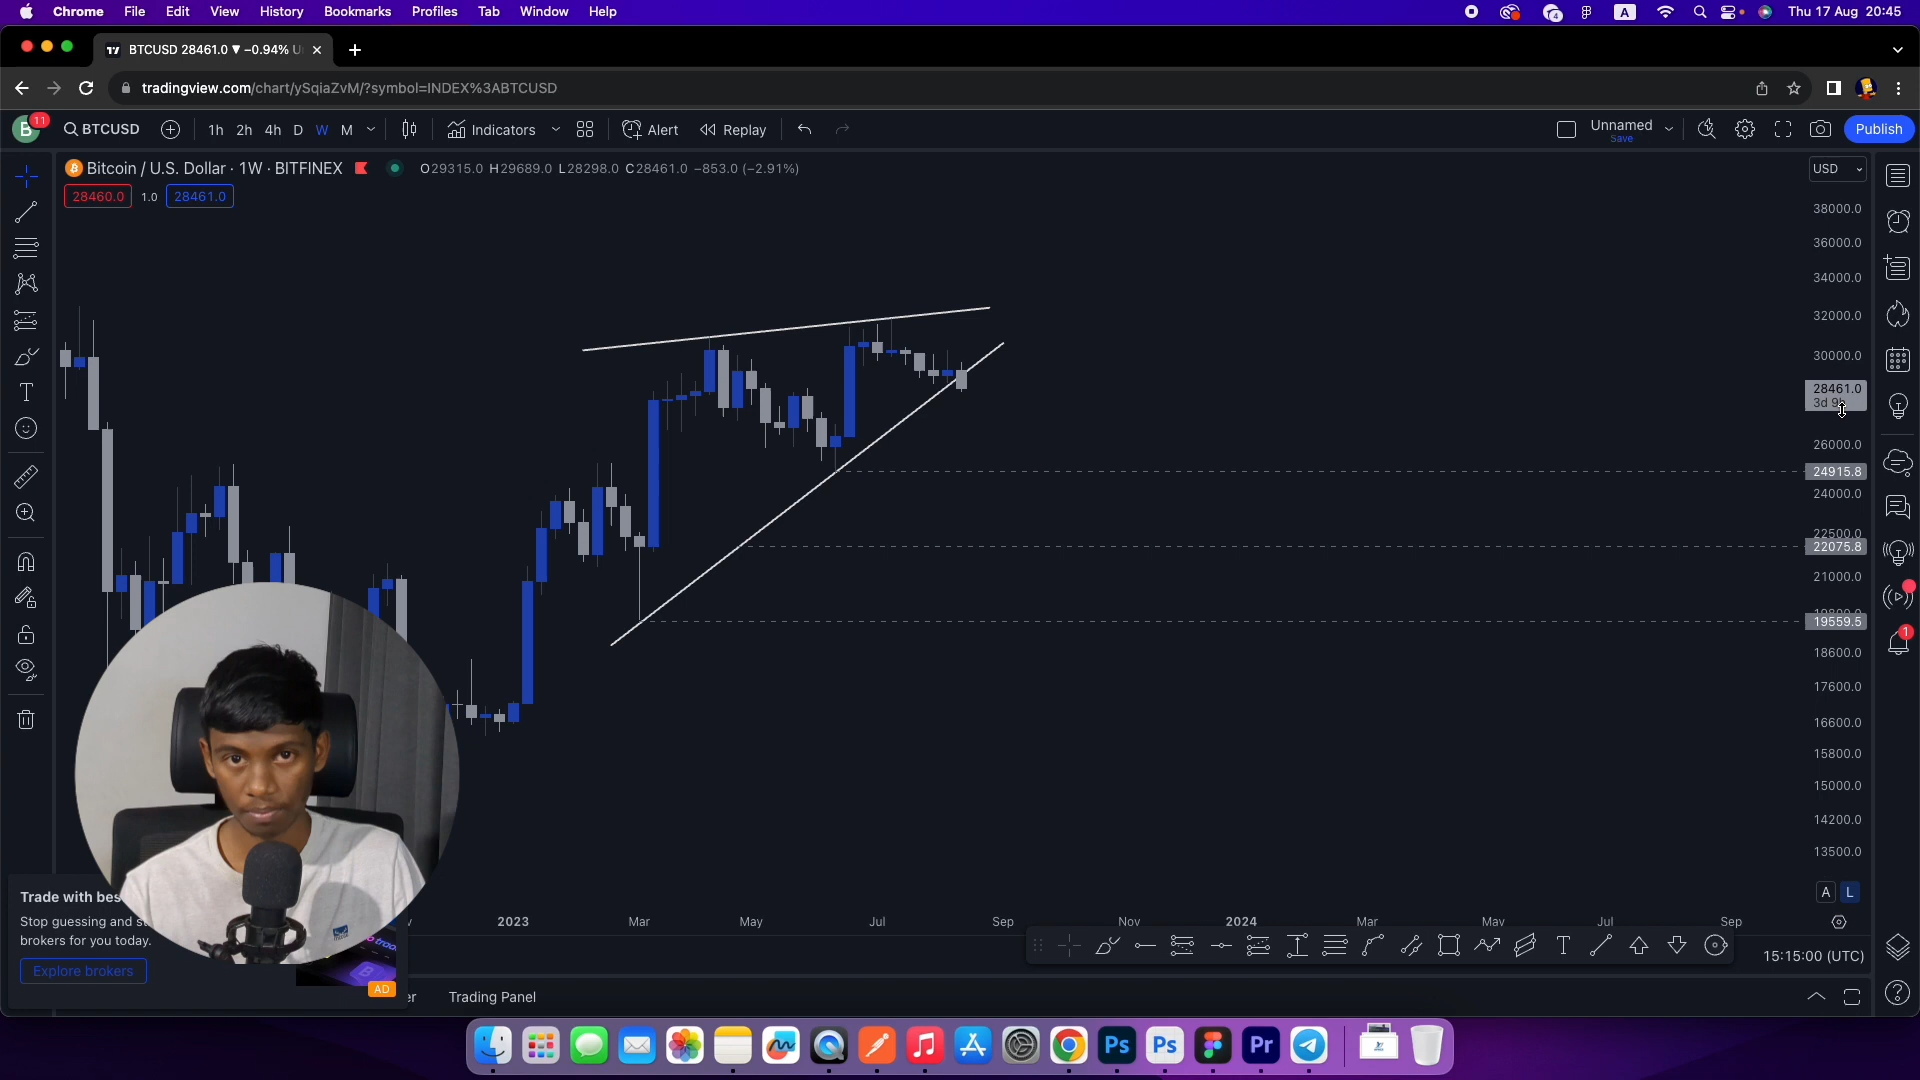 Chrome File Edit View History Bookmarks Profiles Tab Window Help
4 A Thu 17 Aug 20:45
BTCUSD 28461.0 ▼ −0.94% U
tradingview.com/chart/ySqiaZvM/?symbol=INDEX%3ABTCUSD
B 11 BTCUSD 1h 2h 4h D W M Indicators Alert Replay Unnamed Publish
Save
Bitcoin / U.S. Dollar · 1W · BITFINEX O29315.0 H29689.0 L28298.0 C28461.0 −853.0 (−2.91%)
USD
28460.0 1.0 28461.0
38000.0
36000.0
34000.0
32000.0
30000.0
28461.0
26000.0
24915.8
24000.0
22500.0
22075.8
21000.0
19559.5
18600.0
17600.0
16600.0
15800.0
15000.0
14200.0
13500.0
1
A L
2023 Mar May Jul Sep Nov 2024 Mar May Jul Sep
15:15:00 (UTC)
Trade with bes
Stop guessing and
brokers for you today.
Explore brokers
AD
Trading Panel
Ps Ps Pr